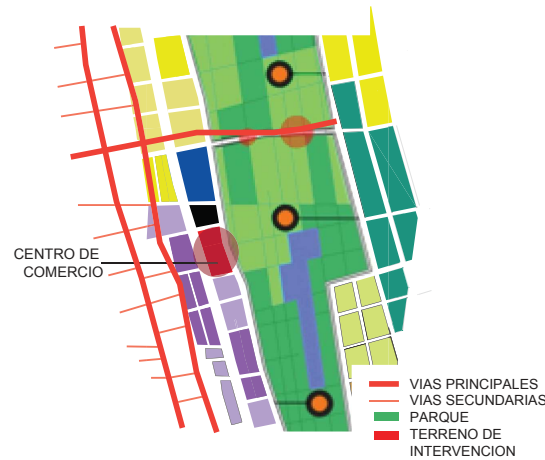 CENTRO DE
COMERCIO
VIAS PRINCIPALES
VIAS SECUNDARIAS
PARQUE
TERRENO DE
INTERVENCION